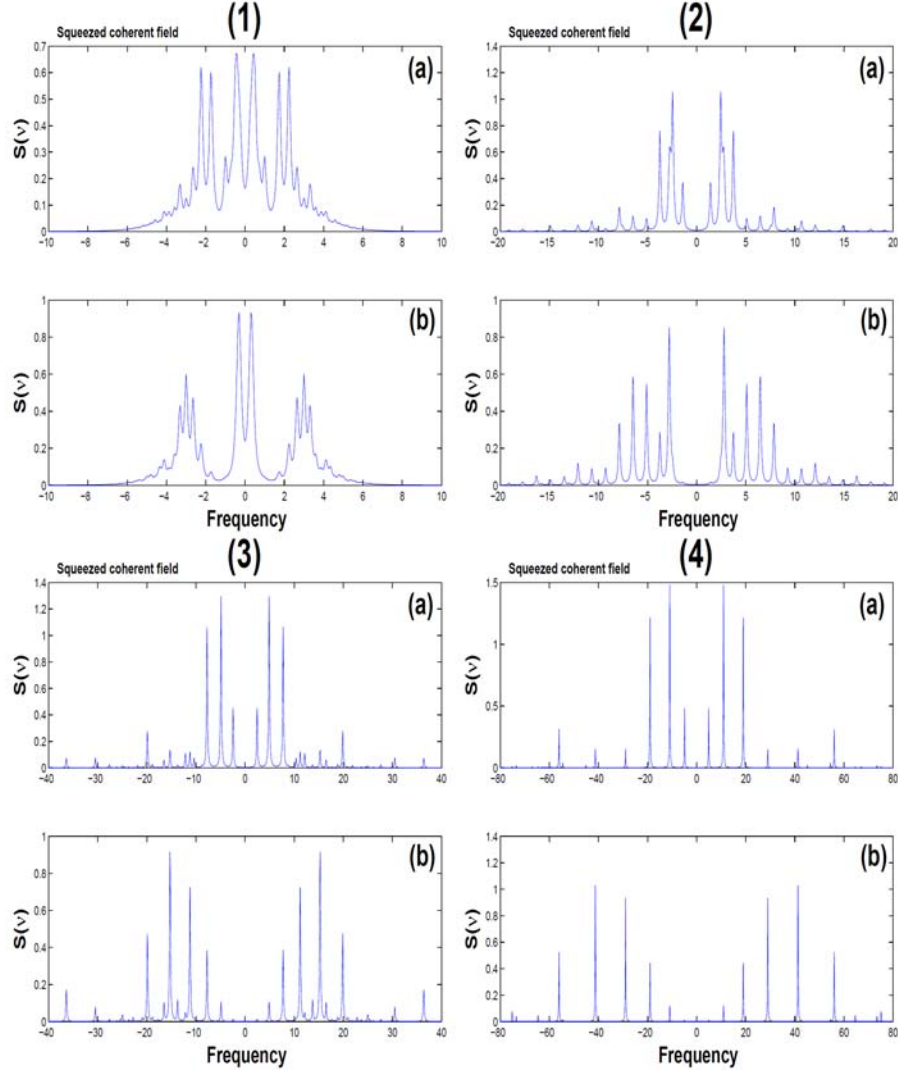 (1) (2)
Squeezed coherent field Squeezed coherent field
(a) (a)
S(ν) S(ν)
0.7 0.6 0.5 0.4 0.3 0.2 0.1 0
1.4 1.2 1 0.8 0.6 0.4 0.2 0
−10 −8 −6 −4 −2 0 2 4 6 8 10
−20 −15 −10 −5 0 5 10 15 20
(b) (b)
S(ν) S(ν)
1 0.8 0.6 0.4 0.2 0
1 0.8 0.6 0.4 0.2 0
−10 −8 −6 −4 −2 0 2 4 6 8 10
−20 −15 −10 −5 0 5 10 15 20
Frequency Frequency
(3) (4)
Squeezed coherent field Squeezed coherent field
(a) (a)
S(ν) S(ν)
1.4 1.2 1 0.8 0.6 0.4 0.2 0
1.5 1 0.5 0
−40 −30 −20 −10 0 10 20 30 40
−80 −60 −40 −20 0 20 40 60 80
(b) (b)
S(ν) S(ν)
1 0.8 0.6 0.4 0.2 0
1.4 1.2 1 0.8 0.6 0.4 0.2 0
−40 −30 −20 −10 0 10 20 30 40
−80 −60 −40 −20 0 20 40 60 80
Frequency Frequency